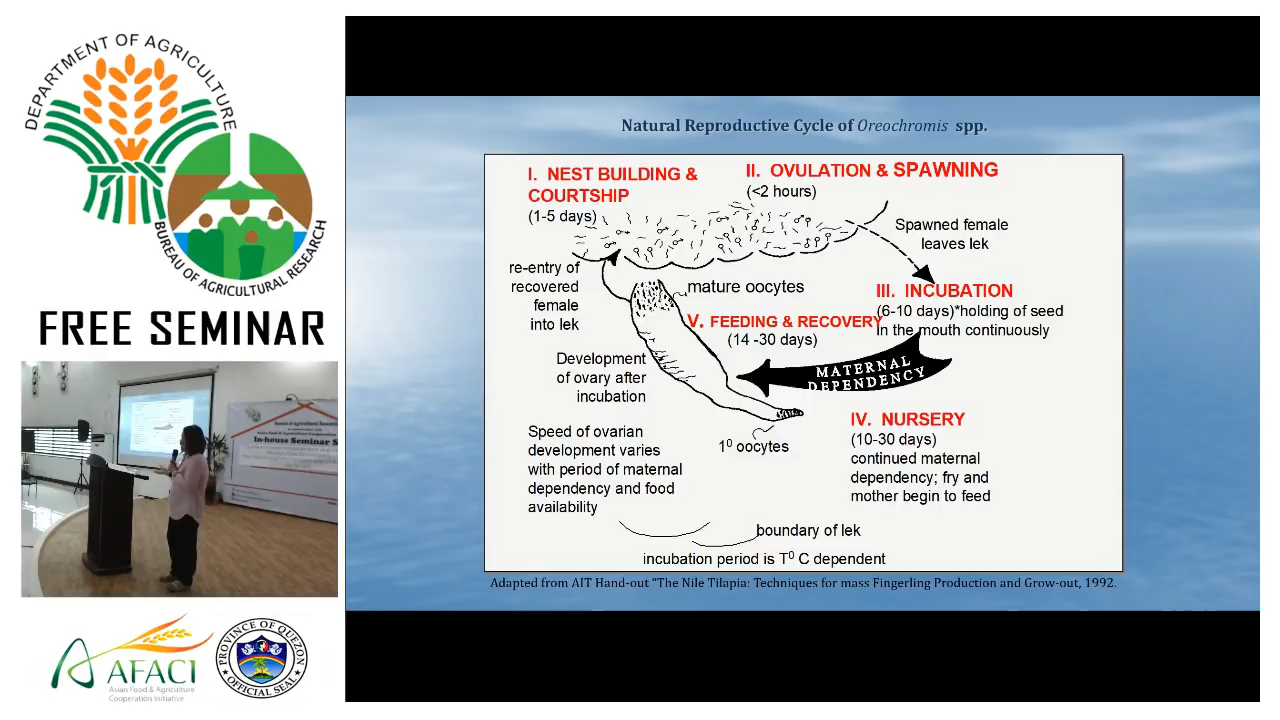 DEPARTMENT OF AGRICULTURE
BUREAU OF AGRICULTURAL RESEARCH
FREE SEMINAR
In-house Seminar S
AFACI
Asian Food & Agriculture
Cooperation Initiative
PROVINCE OF QUEZON
OFFICIAL SEAL
Natural Reproductive Cycle of Oreochromis spp.
I. NEST BUILDING &
COURTSHIP
(1-5 days)
II. OVULATION & SPAWNING
(<2 hours)
Spawned female
leaves lek
re-entry of
recovered
female
into lek
mature oocytes
III. INCUBATION
(6-10 days)*holding of seed
in the mouth continuously
V. FEEDING & RECOVERY
(14 -30 days)
Development
of ovary after
incubation
MATERNAL
DEPENDENCY
IV. NURSERY
(10-30 days)
continued maternal
dependency; fry and
mother begin to feed
1⁰ oocytes
Speed of ovarian
development varies
with period of maternal
dependency and food
availability
boundary of lek
incubation period is T⁰ C dependent
Adapted from AIT Hand-out “The Nile Tilapia: Techniques for mass Fingerling Production and Grow-out, 1992.